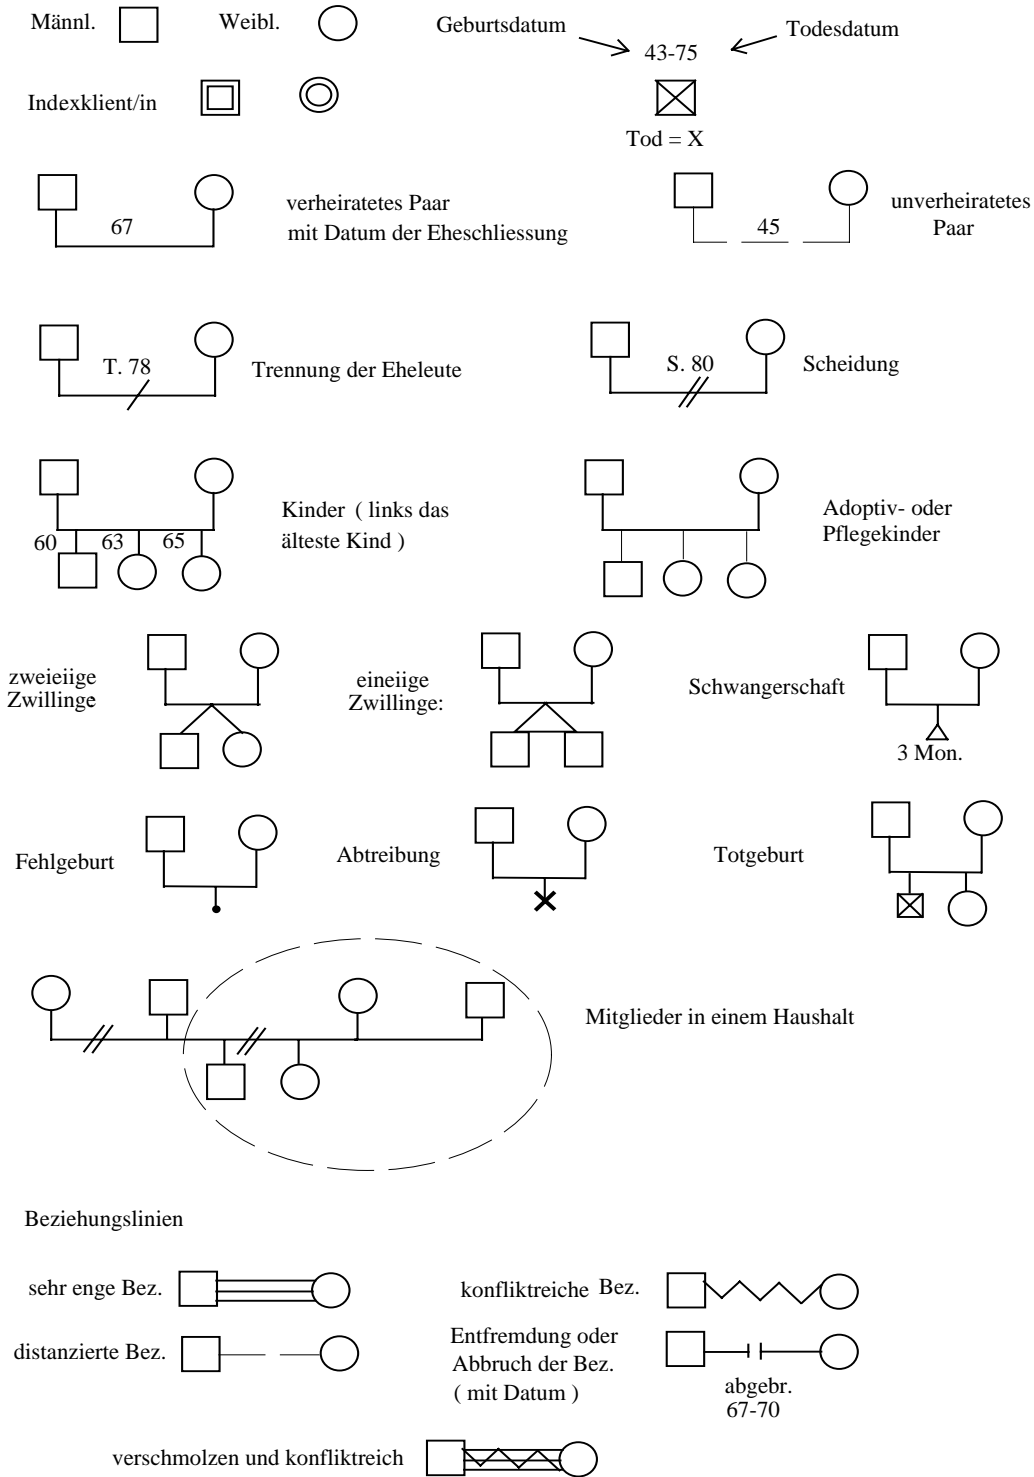 Männl.
Weibl.
Geburtsdatum
Todesdatum
43-75
Indexklient/in
Tod = X
67
verheiratetes Paar
mit Datum der Eheschliessung
45
unverheiratetes
Paar
T. 78
Trennung der Eheleute
S. 80
Scheidung
60 63 65
Kinder ( links das
älteste Kind )
Adoptiv- oder
Pflegekinder
zweieiige
Zwillinge:
eineiige
Zwillinge:
Schwangerschaft
3 Mon.
Fehlgeburt
Abtreibung
Totgeburt
Mitglieder in einem Haushalt
Beziehungslinien
sehr enge Bez.
konfliktreiche Bez.
distanzierte Bez.
Entfremdung oder
Abbruch der Bez.
( mit Datum )
abgebr.
67-70
verschmolzen und konfliktreich